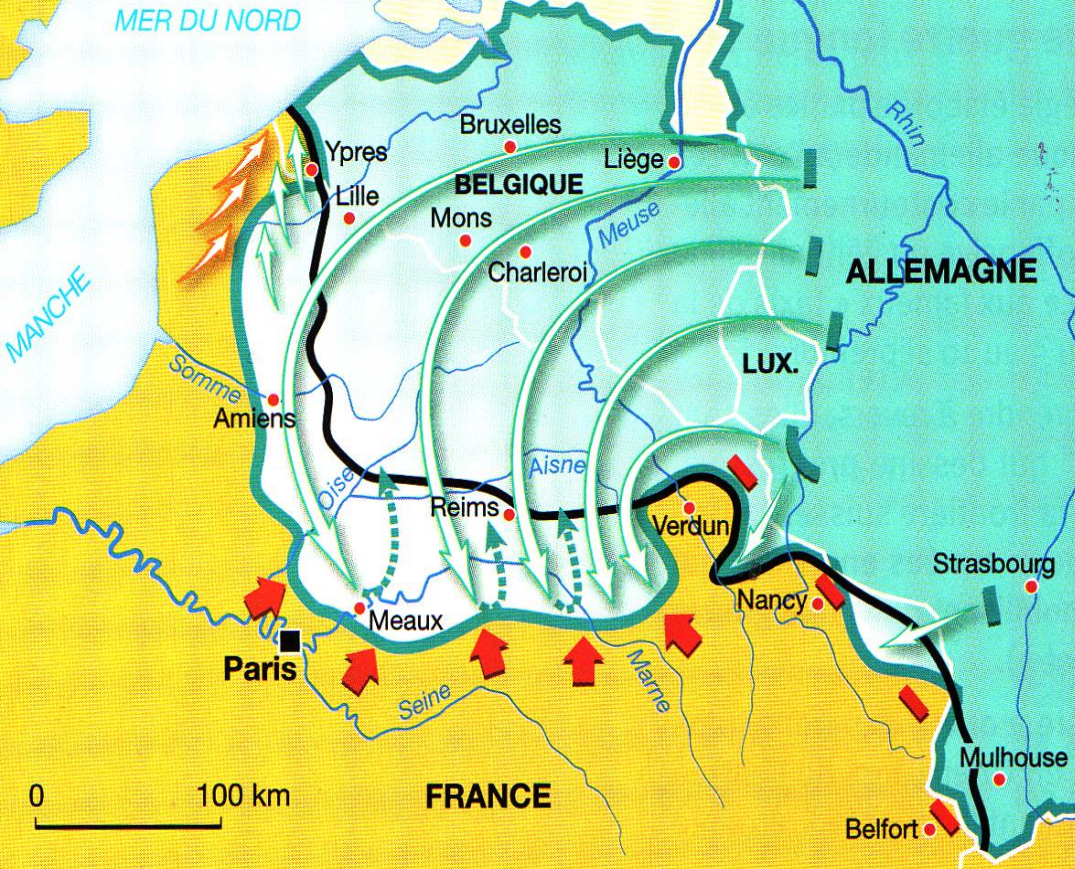 MER DU NORD
Rhin
Bruxelles
Ypres
Liège
BELGIQUE
Lille
Mons
Meuse
Charleroi
ALLEMAGNE
MANCHE
LUX.
Somme
Amiens
Aisne
Oise
Reims
Verdun
Strasbourg
Nancy
Meaux
Paris
Marne
Seine
Mulhouse
0 100 km
FRANCE
Belfort